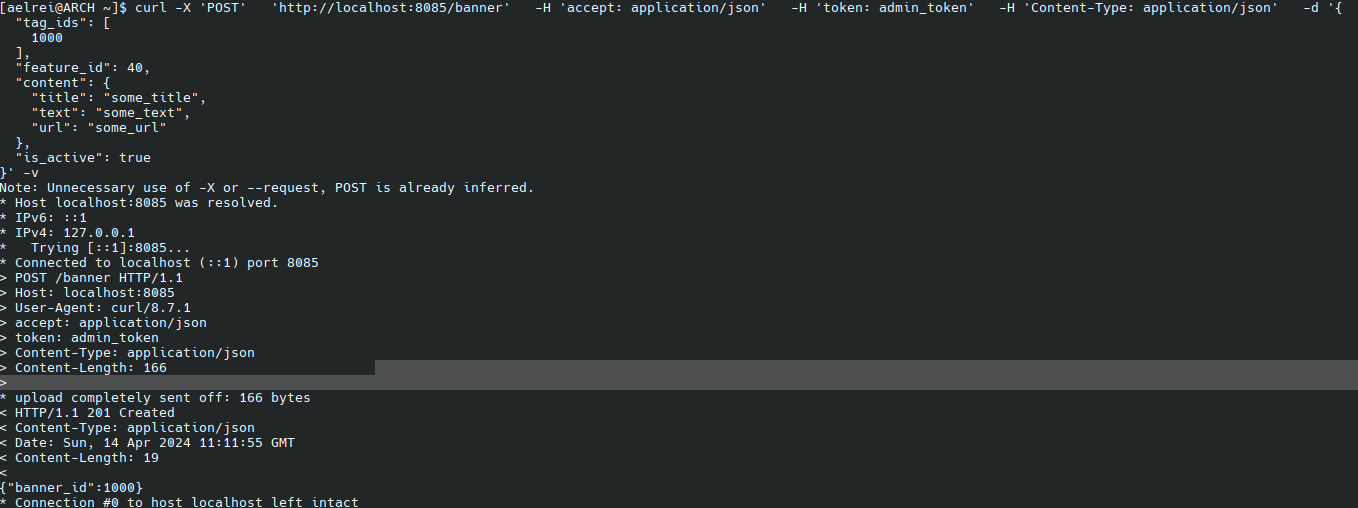 [aelrei@ARCH ~]$ curl -X 'POST'   'http://localhost:8085/banner'   -H 'accept: application/json'   -H 'token: admin_token'   -H 'Content-Type: application/json'   -d '{
  "tag_ids": [
    1000
  ],
  "feature_id": 40,
  "content": {
    "title": "some_title",
    "text": "some_text",
    "url": "some_url"
  },
  "is_active": true
}' -v
Note: Unnecessary use of -X or --request, POST is already inferred.
* Host localhost:8085 was resolved.
* IPv6: ::1
* IPv4: 127.0.0.1
*   Trying [::1]:8085...
* Connected to localhost (::1) port 8085
> POST /banner HTTP/1.1
> Host: localhost:8085
> User-Agent: curl/8.7.1
> accept: application/json
> token: admin_token
> Content-Type: application/json
> Content-Length: 166
>
* upload completely sent off: 166 bytes
< HTTP/1.1 201 Created
< Content-Type: application/json
< Date: Sun, 14 Apr 2024 11:11:55 GMT
< Content-Length: 19
<
{"banner_id":1000}
* Connection #0 to host localhost left intact